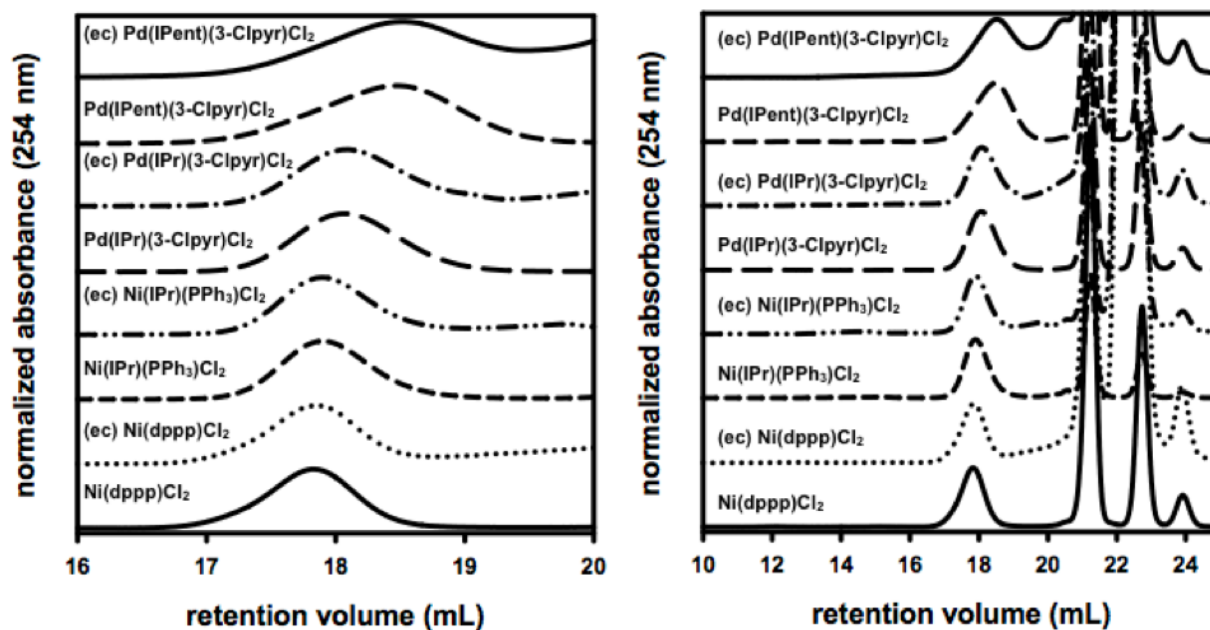 normalized absorbance (254 nm)
(ec) Pd(IPent)(3-Clpyr)Cl₂
Pd(IPent)(3-Clpyr)Cl₂
(ec) Pd(IPr)(3-Clpyr)Cl₂
Pd(IPr)(3-Clpyr)Cl₂
(ec) Ni(IPr)(PPh₃)Cl₂
Ni(IPr)(PPh₃)Cl₂
(ec) Ni(dppp)Cl₂
Ni(dppp)Cl₂
16 17 18 19 20
retention volume (mL)
normalized absorbance (254 nm)
(ec) Pd(IPent)(3-Clpyr)Cl₂
Pd(IPent)(3-Clpyr)Cl₂
(ec) Pd(IPr)(3-Clpyr)Cl₂
Pd(IPr)(3-Clpyr)Cl₂
(ec) Ni(IPr)(PPh₃)Cl₂
Ni(IPr)(PPh₃)Cl₂
(ec) Ni(dppp)Cl₂
Ni(dppp)Cl₂
10 12 14 16 18 20 22 24
retention volume (mL)